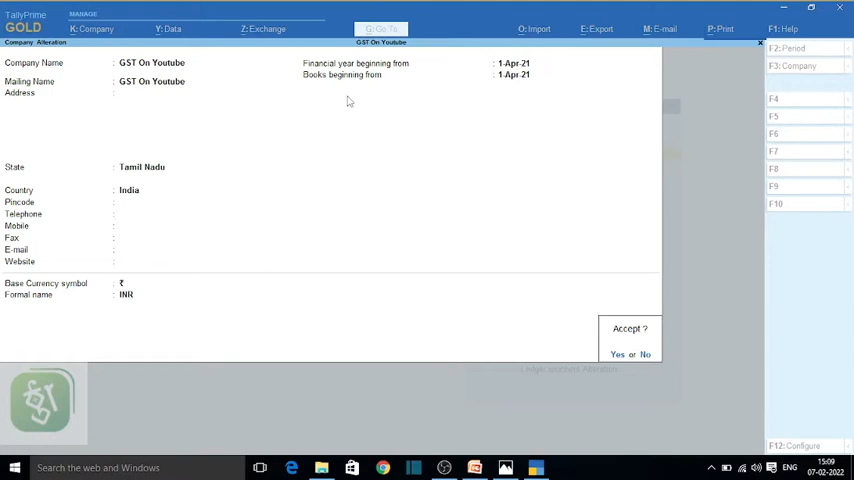 TallyPrime
GOLD
MANAGE
K: Company
Y: Data
Z: Exchange
G: Go To
O: Import
E: Export
M: E-mail
P: Print
F1: Help
Company Alteration
GST On Youtube
×
Company Name : GST On Youtube
Financial year beginning from : 1-Apr-21
Books beginning from : 1-Apr-21
Mailing Name : GST On Youtube
Address :
State : Tamil Nadu
Country : India
Pincode :
Telephone :
Mobile :
Fax :
E-mail :
Website :
Base Currency symbol : ₹
Formal name : INR
Accept ?
Yes or No
F2: Period
F3: Company
F4
F5
F6
F7
F8
F9
F10
F12: Configure
Search the web and Windows
ENG
15:09
07-02-2022